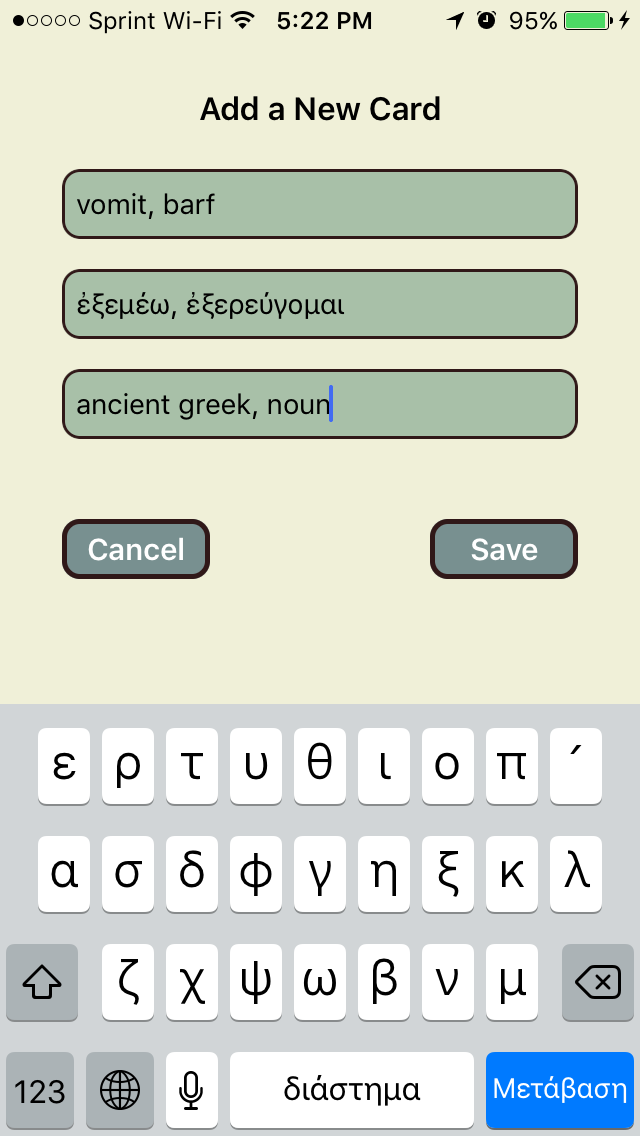 Sprint Wi-Fi 5:22 PM 95%
Add a New Card
vomit, barf
ἐξεμέω, ἐξερεύγομαι
ancient greek, noun
Cancel Save
ε ρ τ υ θ ι ο π ΄
α σ δ φ γ η ξ κ λ
ζ χ ψ ω β ν μ
123 διάστημα Μετάβαση